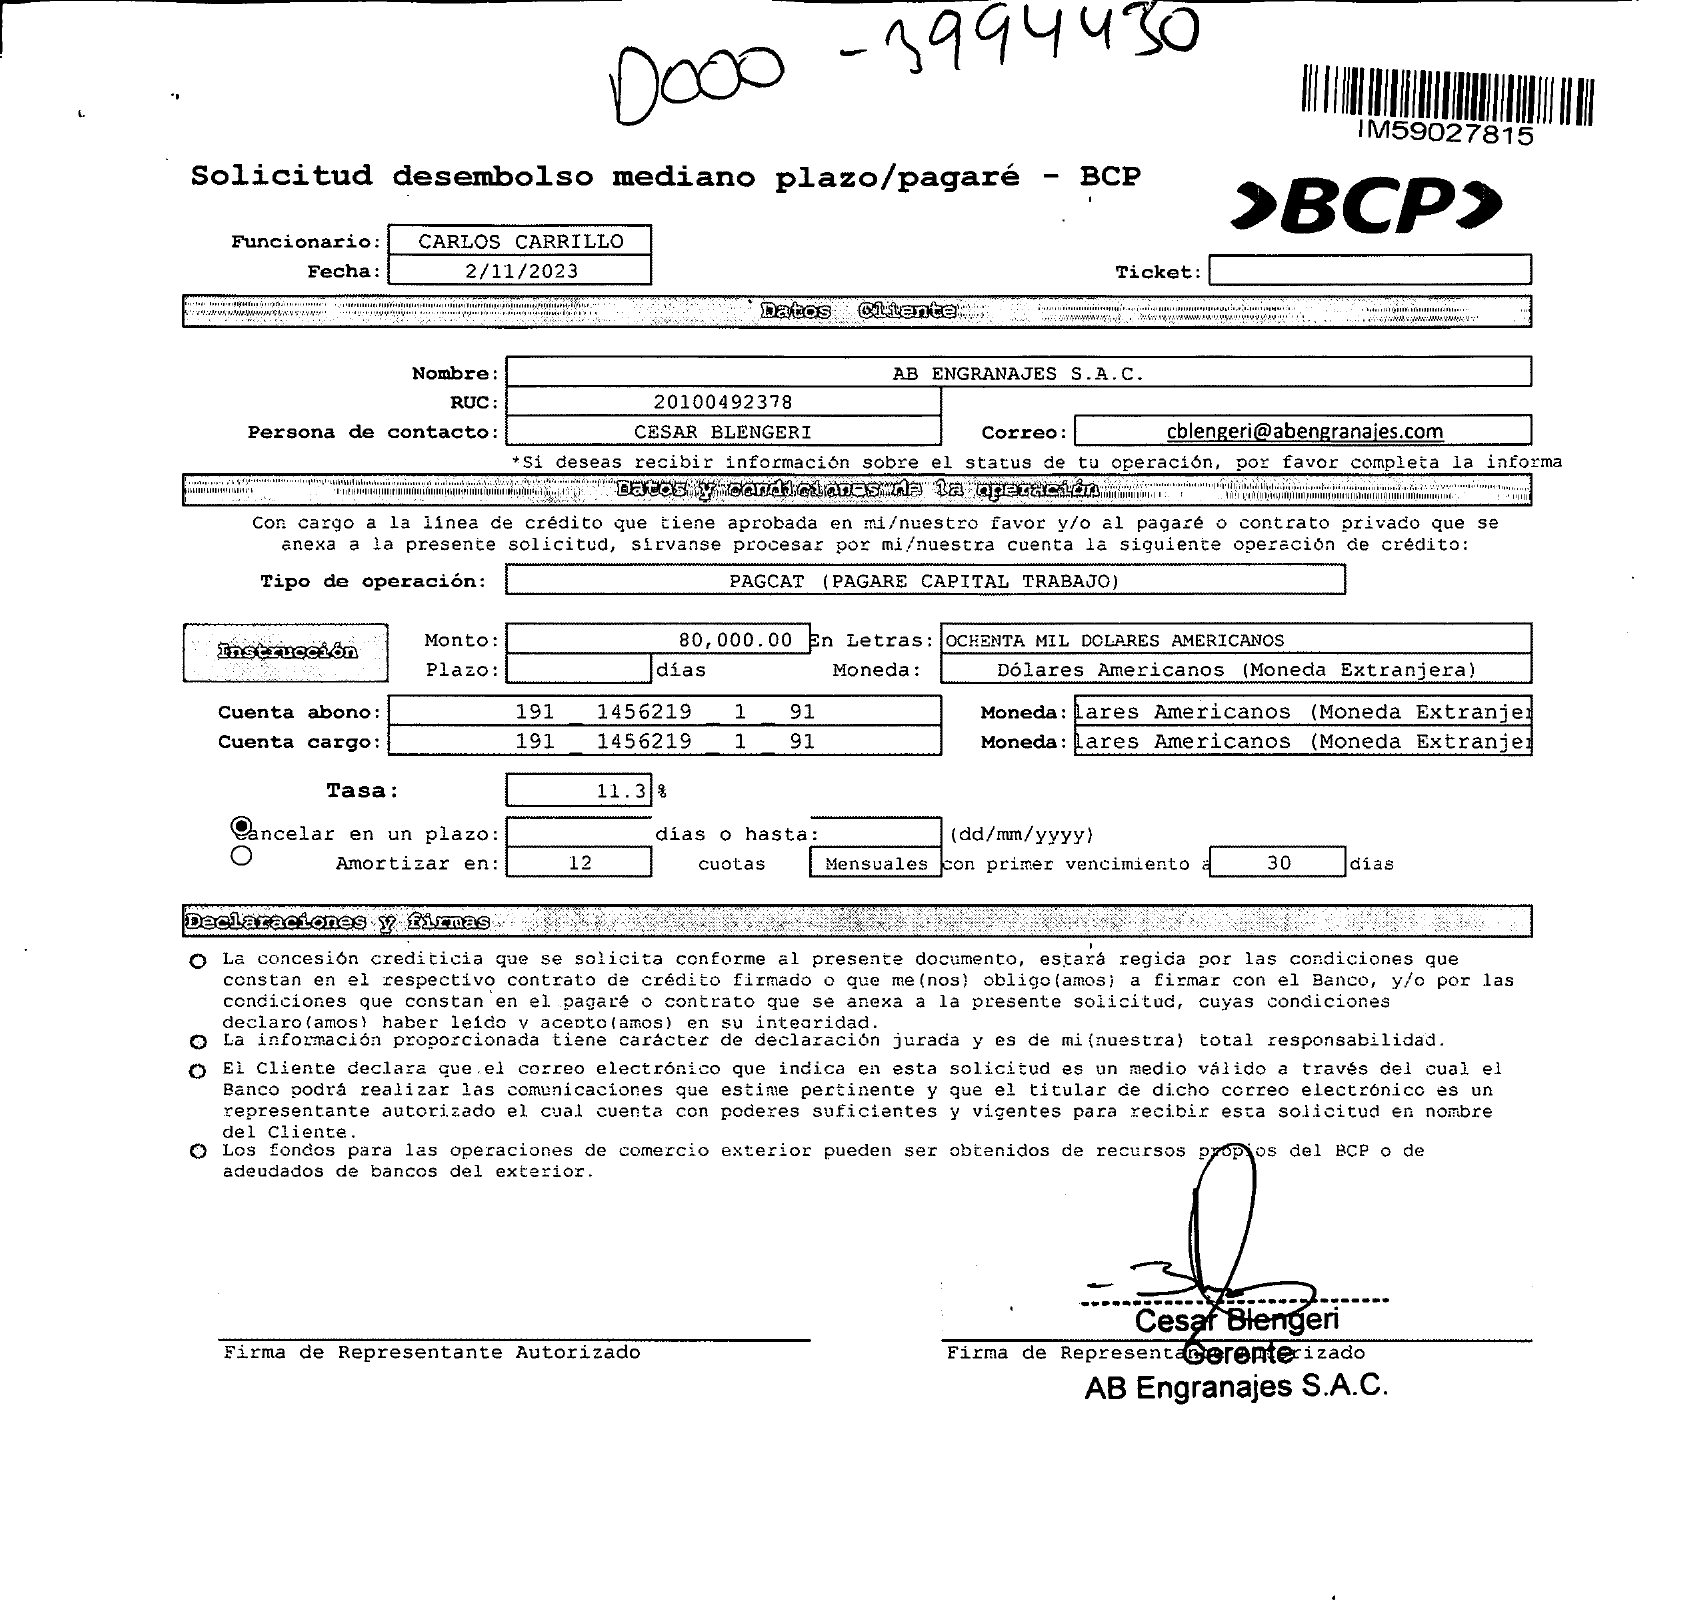 D000 - 3994430
IM59027815
Solicitud desembolso mediano plazo/pagaré - BCP
>BCP>
Funcionario: CARLOS CARRILLO
Fecha: 2/11/2023 Ticket:
Datos Cliente
Nombre: AB ENGRANAJES S.A.C.
RUC: 20100492378
Persona de contacto: CESAR BLENGERI Correo: cblengeri@abengranajes.com
*Si deseas recibir información sobre el status de tu operación, por favor completa la informa
Datos y condiciones de la operación
Con cargo a la línea de crédito que tiene aprobada en mi/nuestro favor y/o al pagaré o contrato privado que se
anexa a la presente solicitud, sírvanse procesar por mi/nuestra cuenta la siguiente operación de crédito:
Tipo de operación: PAGCAT (PAGARE CAPITAL TRABAJO)
Instrucción Monto: 80,000.00 En Letras: OCHENTA MIL DOLARES AMERICANOS
Plazo: días Moneda: Dólares Americanos (Moneda Extranjera)
Cuenta abono: 191 _ 1456219 _ 1 _ 91 Moneda: lares Americanos (Moneda Extranjer
Cuenta cargo: 191 _ 1456219 _ 1 _ 91 Moneda: lares Americanos (Moneda Extranjer
Tasa: 11.3 %
Cancelar en un plazo: días o hasta: (dd/mm/yyyy)
Amortizar en: 12 cuotas Mensuales con primer vencimiento a 30 días
Declaraciones y firmas
La concesión crediticia que se solicita conforme al presente documento, estará regida por las condiciones que
constan en el respectivo contrato de crédito firmado o que me(nos) obligo(amos) a firmar con el Banco, y/o por las
condiciones que constan en el pagaré o contrato que se anexa a la presente solicitud, cuyas condiciones
declaro(amos) haber leído y acepto(amos) en su integridad.
La información proporcionada tiene carácter de declaración jurada y es de mi(nuestra) total responsabilidad.
El Cliente declara que el correo electrónico que indica en esta solicitud es un medio válido a través del cual el
Banco podrá realizar las comunicaciones que estime pertinente y que el titular de dicho correo electrónico es un
representante autorizado el cual cuenta con poderes suficientes y vigentes para recibir esta solicitud en nombre
del Cliente.
Los fondos para las operaciones de comercio exterior pueden ser obtenidos de recursos propios del BCP o de
adeudados de bancos del exterior.
Cesar Blengeri
Firma de Representante Autorizado Firma de Representante Autorizado
Gerente
AB Engranajes S.A.C.